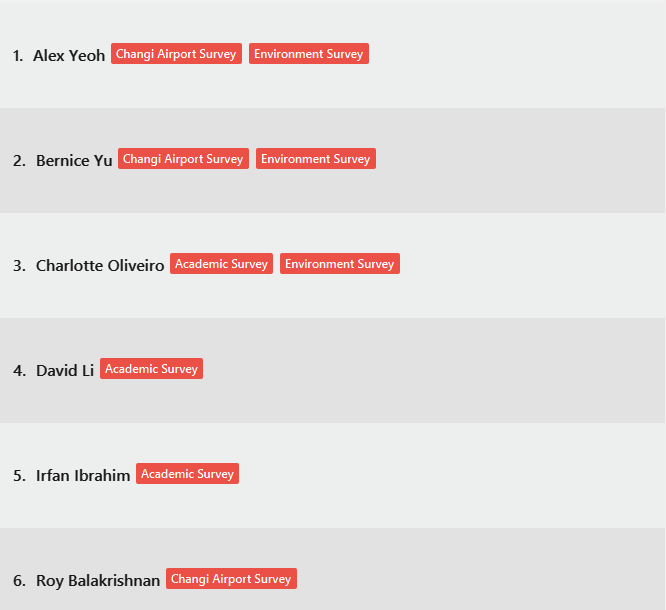 1. Alex Yeoh Changi Airport Survey Environment Survey
2. Bernice Yu Changi Airport Survey Environment Survey
3. Charlotte Oliveiro Academic Survey Environment Survey
4. David Li Academic Survey
5. Irfan Ibrahim Academic Survey
6. Roy Balakrishnan Changi Airport Survey